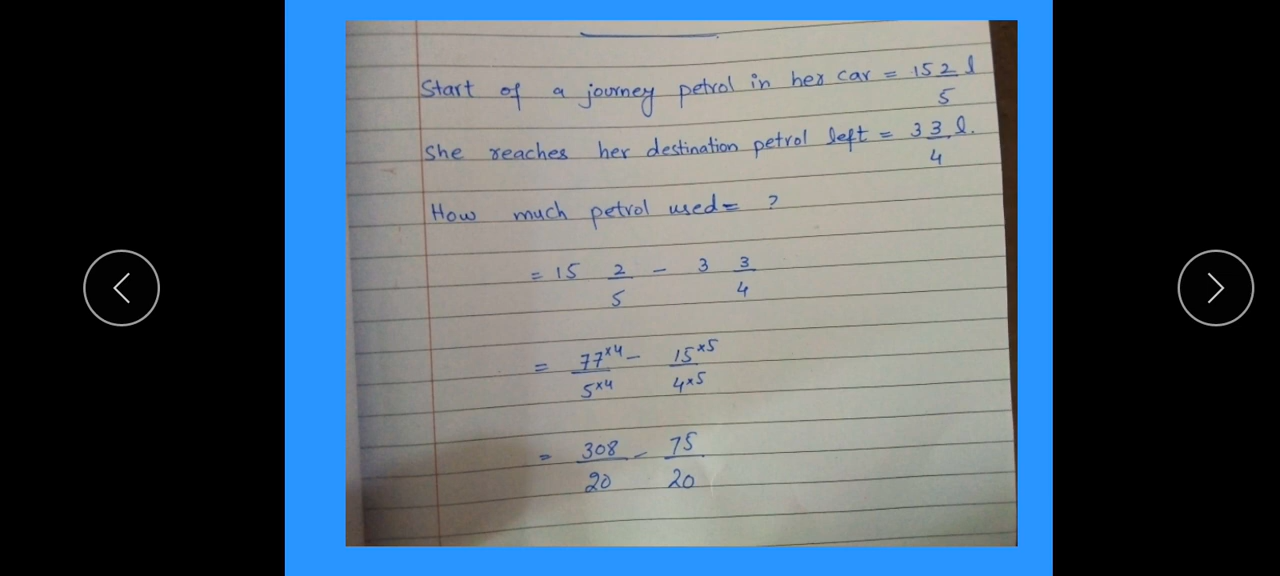 Start of a journey petrol in her car = 15 2/5 l
She reaches her destination petrol left = 3 3/4 l.
How much petrol used = ?
= 15 2/5 - 3 3/4
= 77×4/5×4 - 15×5/4×5
= 308/20 - 75/20